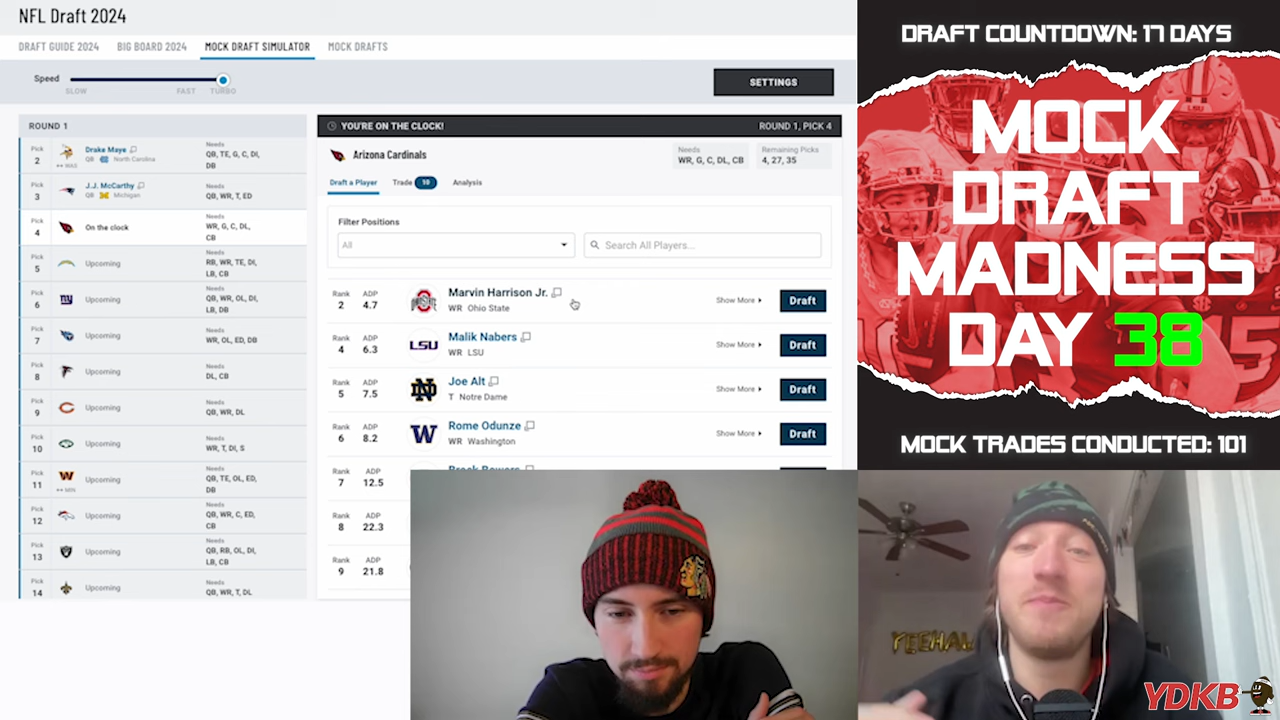 NFL Draft 2024
DRAFT GUIDE 2024 BIG BOARD 2024 MOCK DRAFT SIMULATOR MOCK DRAFTS
Speed
SLOW FAST TURBO
SETTINGS
ROUND 1
Pick 2
Drake Maye
QB North Carolina
WAS
Needs
QB, TE, G, C, DI, DB
Pick 3
J.J. McCarthy
QB Michigan
Needs
QB, WR, T, ED
Pick 4
On the clock
Needs
WR, G, C, DL, CB
Pick 5
Upcoming
Needs
RB, WR, TE, DI, LB, CB
Pick 6
Upcoming
Needs
QB, WR, OL, DI, LB, DB
Pick 7
Upcoming
Needs
WR, OL, ED, DB
Pick 8
Upcoming
Needs
DL, CB
Pick 9
Upcoming
Needs
QB, WR, DL
Pick 10
Upcoming
Needs
WR, T, DI, S
Pick 11
Upcoming
MIN
Needs
QB, TE, OL, ED, DB
Pick 12
Upcoming
Needs
QB, WR, C, ED, CB
Pick 13
Upcoming
Needs
QB, RB, OL, DI, LB, CB
Pick 14
Upcoming
Needs
QB, WR, T, DL
YOU'RE ON THE CLOCK! ROUND 1, PICK 4
Arizona Cardinals
Needs
WR, G, C, DL, CB
Remaining Picks
4, 27, 35
Draft a Player Trade 10 Analysis
Filter Positions
All
Search All Players...
Rank 2 ADP 4.7
Marvin Harrison Jr.
WR Ohio State
Show More Draft
Rank 4 ADP 6.3
LSU
Malik Nabers
WR LSU
Show More Draft
Rank 5 ADP 7.5
Joe Alt
T Notre Dame
Show More Draft
Rank 6 ADP 8.2
W
Rome Odunze
WR Washington
Show More Draft
Rank 7 ADP 12.5
Brock Bowers
Rank 8 ADP 22.3
Rank 9 ADP 21.8
DRAFT COUNTDOWN: 17 DAYS
MOCK
DRAFT
MADNESS
DAY 38
MOCK TRADES CONDUCTED: 101
YEEHAW
YDKB